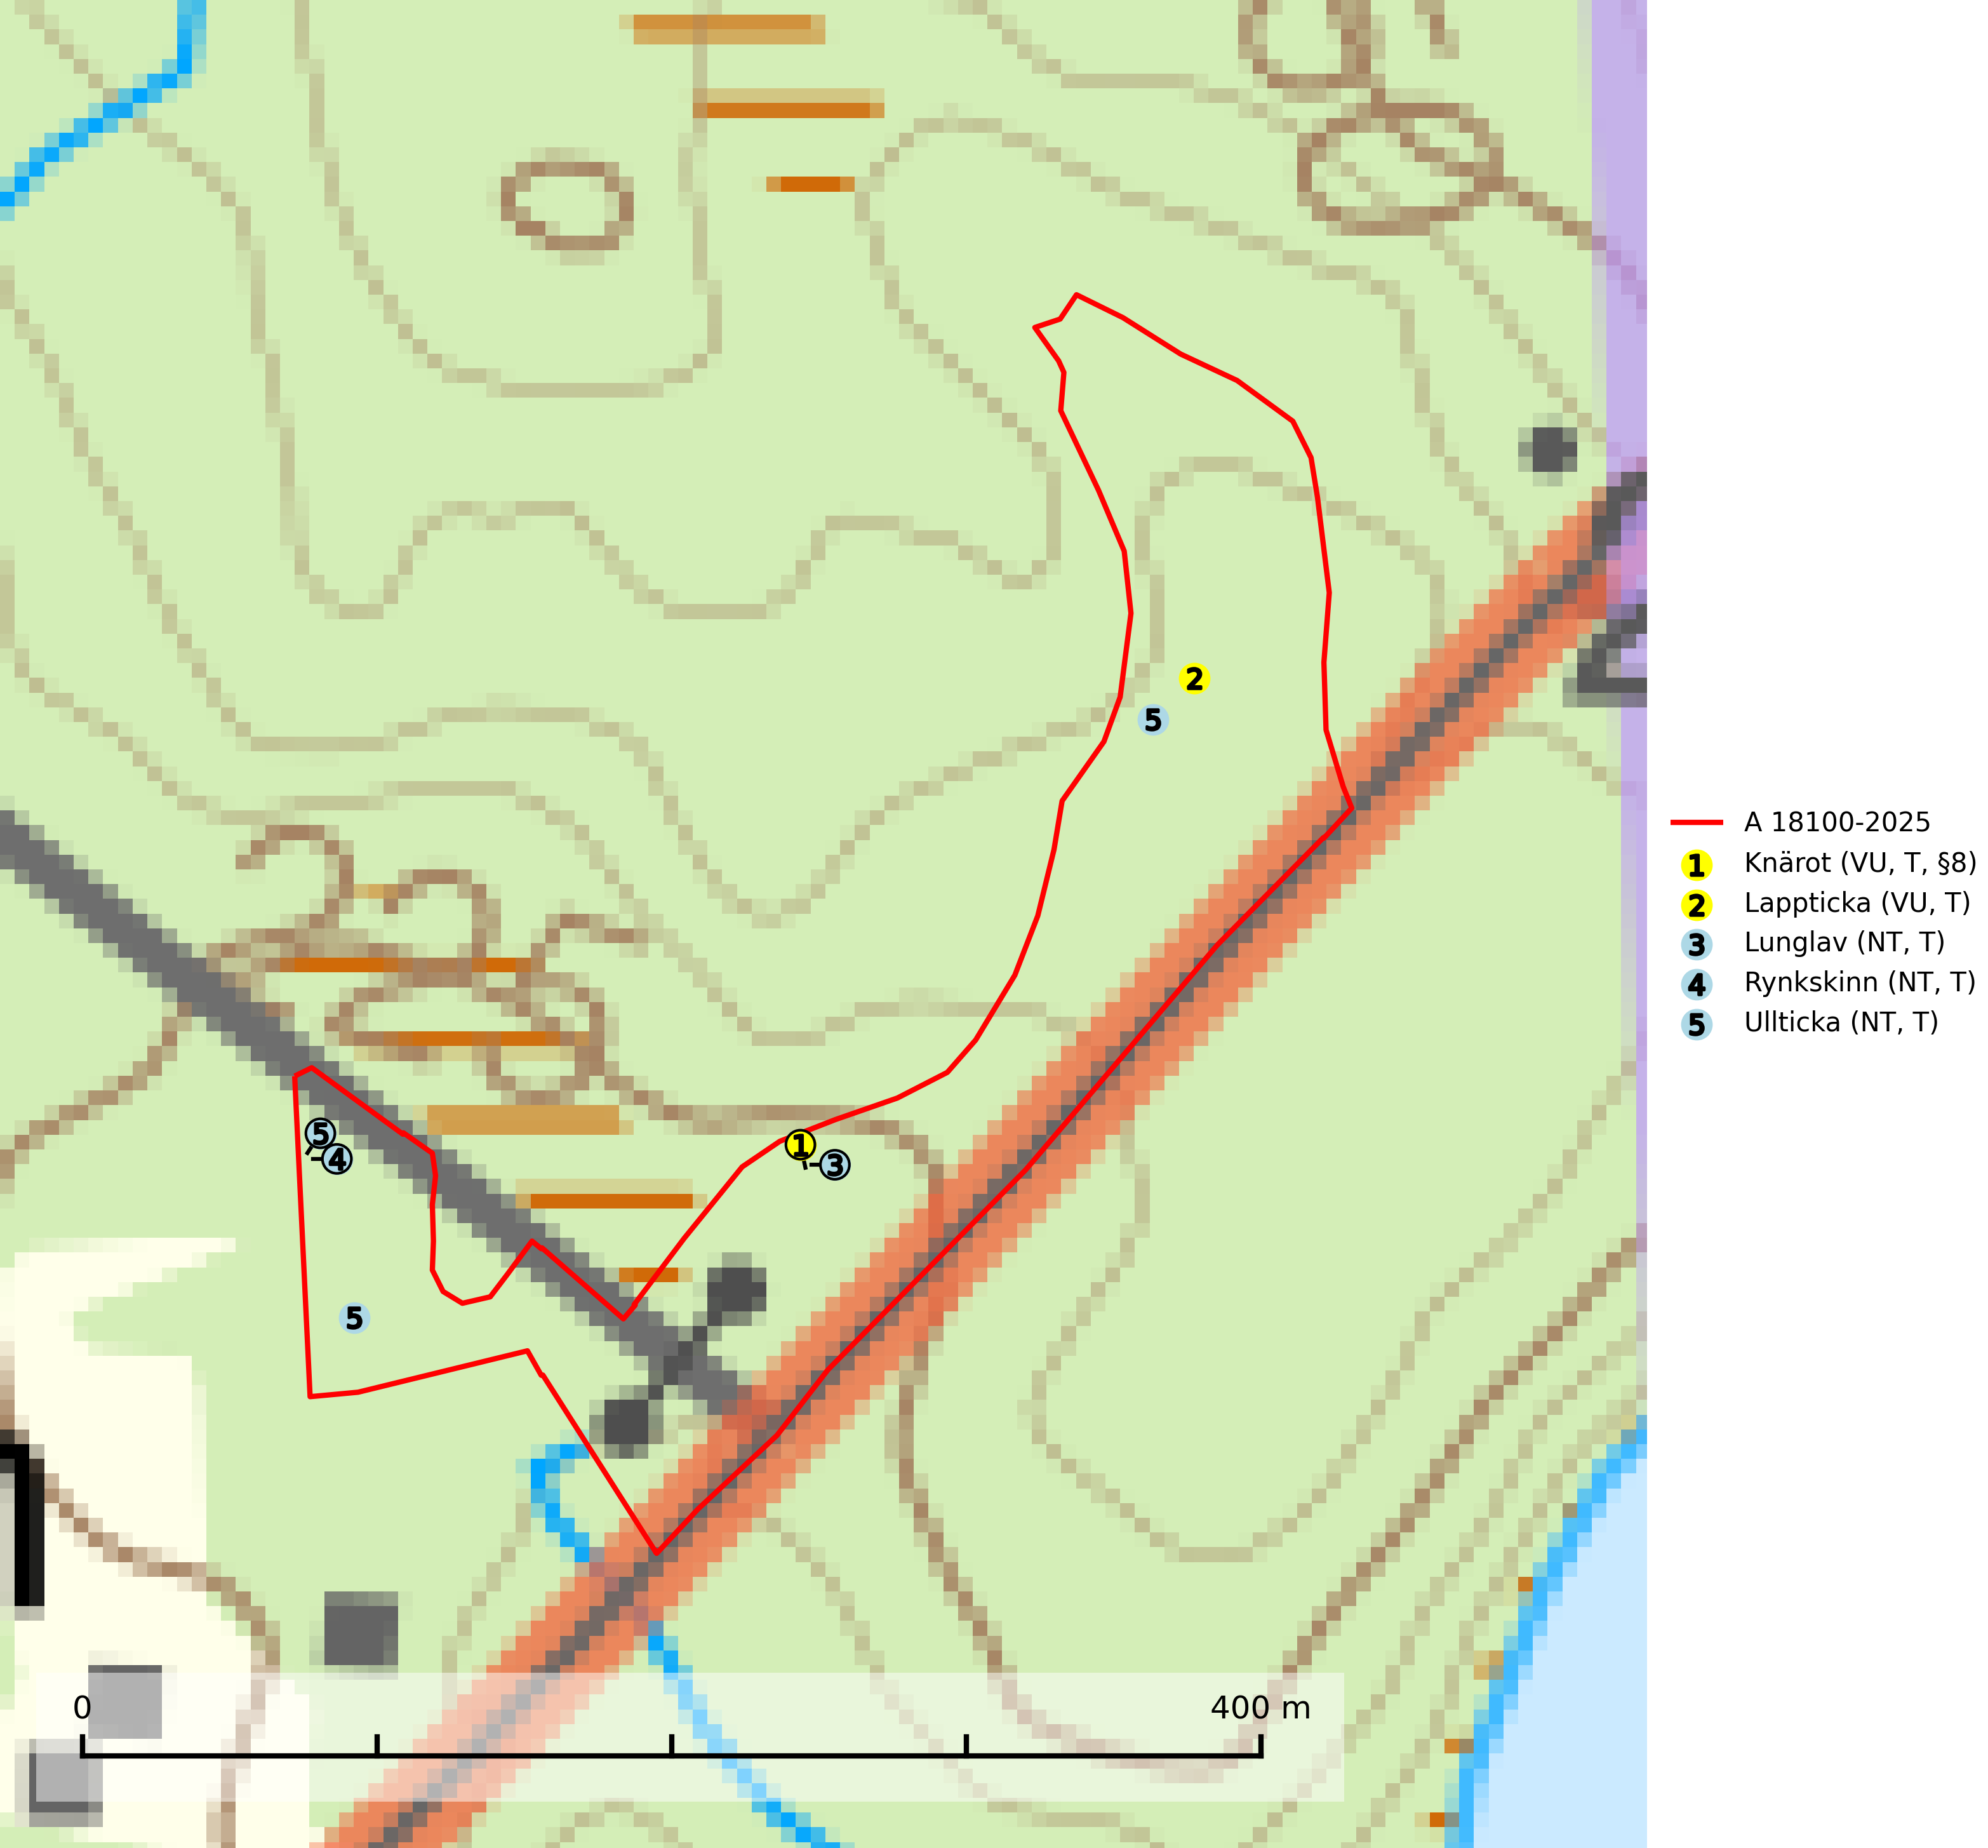 2
5
1
3
5
4
5
0 400 m
A 18100-2025
1 Knärot (VU, T, §8)
2 Lappticka (VU, T)
3 Lunglav (NT, T)
4 Rynkskinn (NT, T)
5 Ullticka (NT, T)